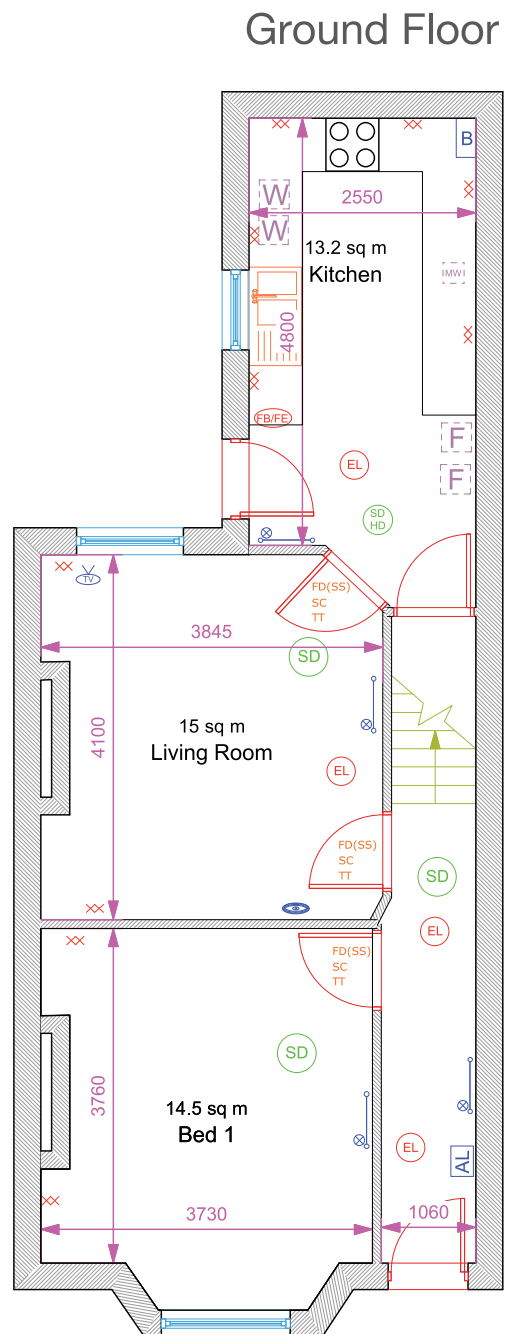 Ground Floor
B
W
2550
W
13.2 sq m
Kitchen
MW
4800
FB/FE
F
EL
F
SD
HD
TV
FD(SS)
SC
TT
3845
SD
15 sq m
Living Room
4100
EL
FD(SS)
SC
TT
SD
EL
FD(SS)
SC
TT
SD
3760
14.5 sq m
Bed 1
EL
AL
3730
1060